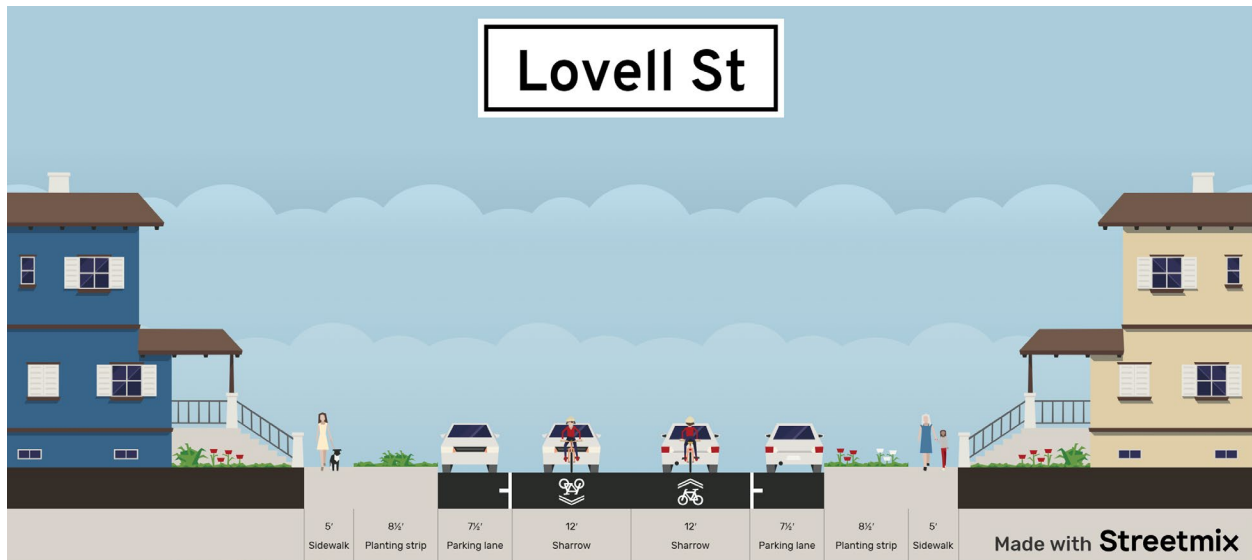 Lovell St
5' 8½' 7½' 12' 12' 7½' 8½' 5'
Sidewalk Planting strip Parking lane Sharrow Sharrow Parking lane Planting strip Sidewalk
Made with Streetmix